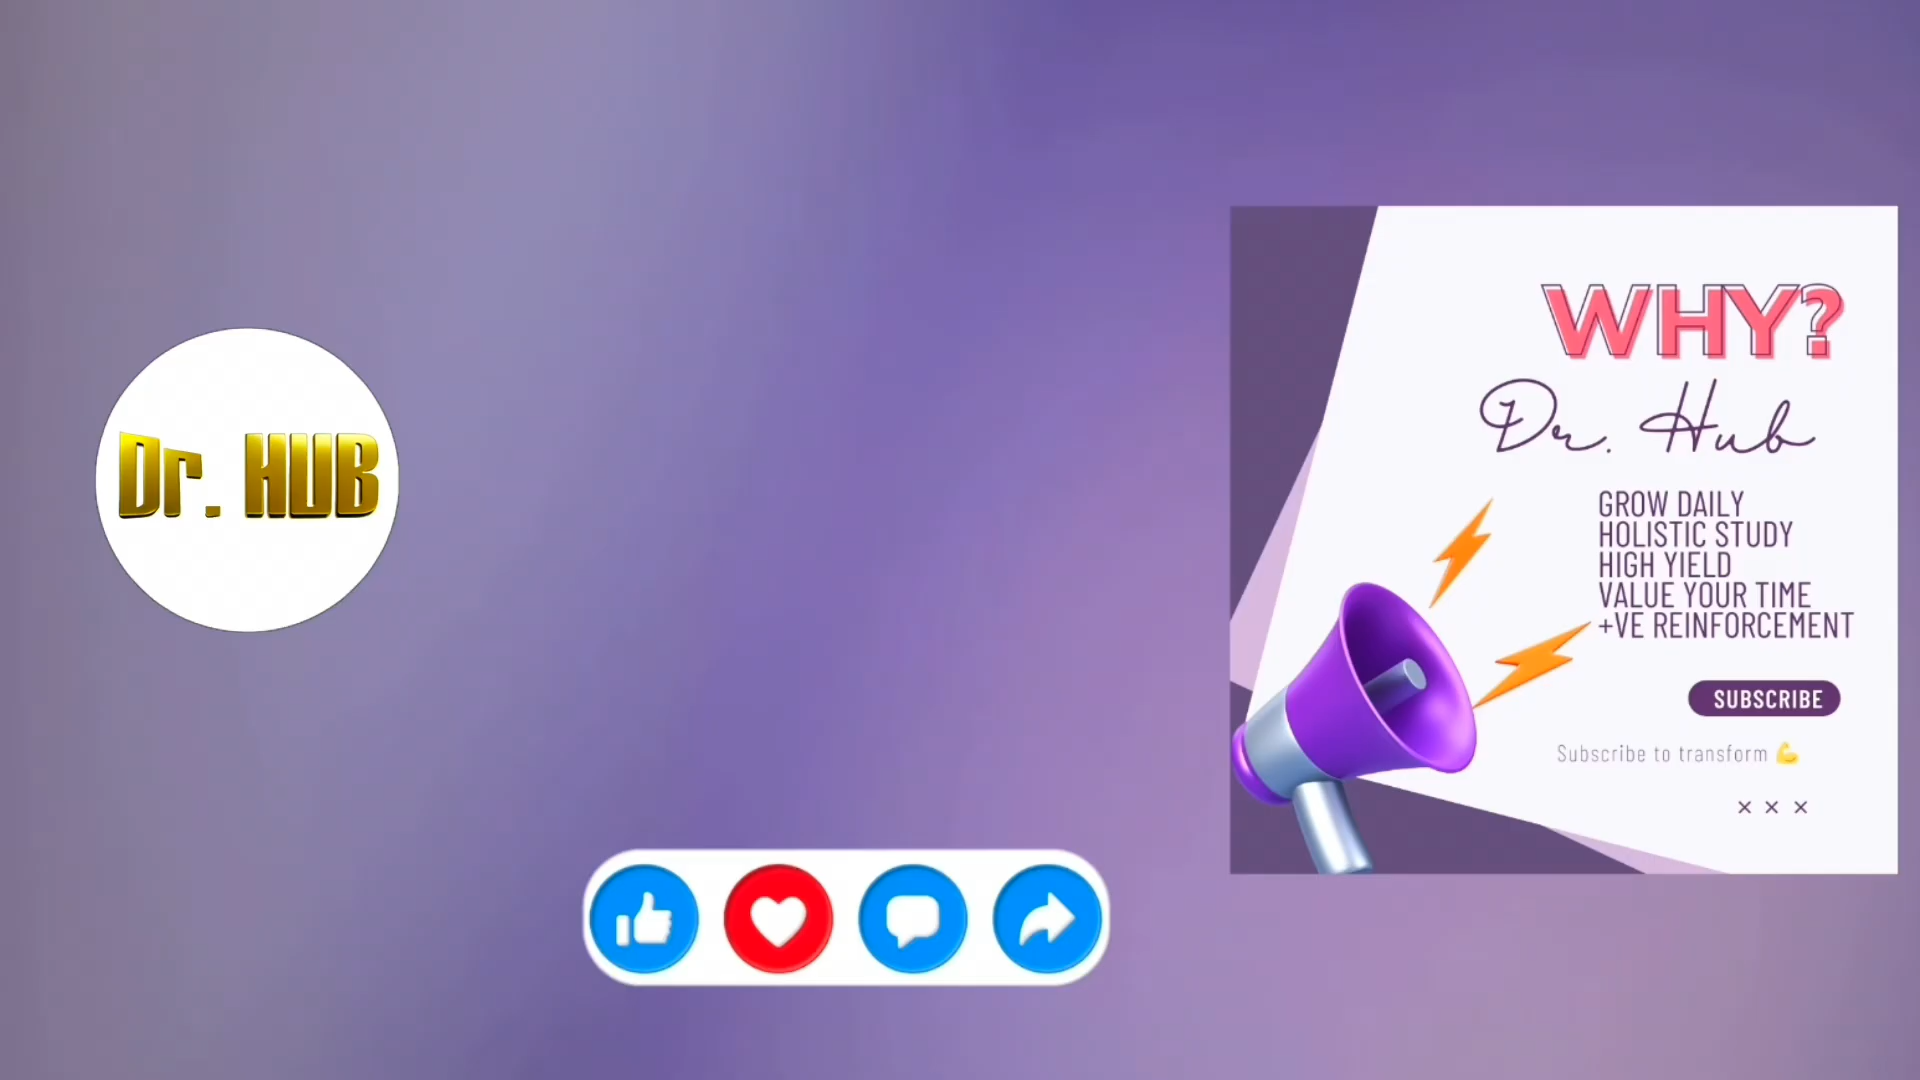 Dr. HUB
WHY?
Dr. Hub
GROW DAILY
HOLISTIC STUDY
HIGH YIELD
VALUE YOUR TIME
+VE REINFORCEMENT
SUBSCRIBE
Subscribe to transform 💪
× × ×